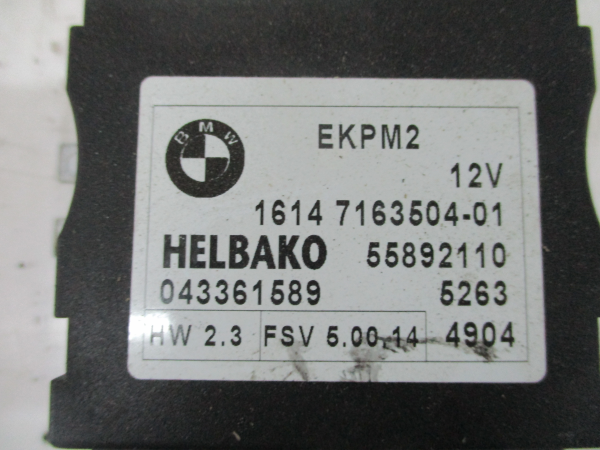 BMW
EKPM2
12V
1614 7163504-01
HELBAKO 55892110
043361589 5263
HW 2.3 FSV 5.00.14 4904